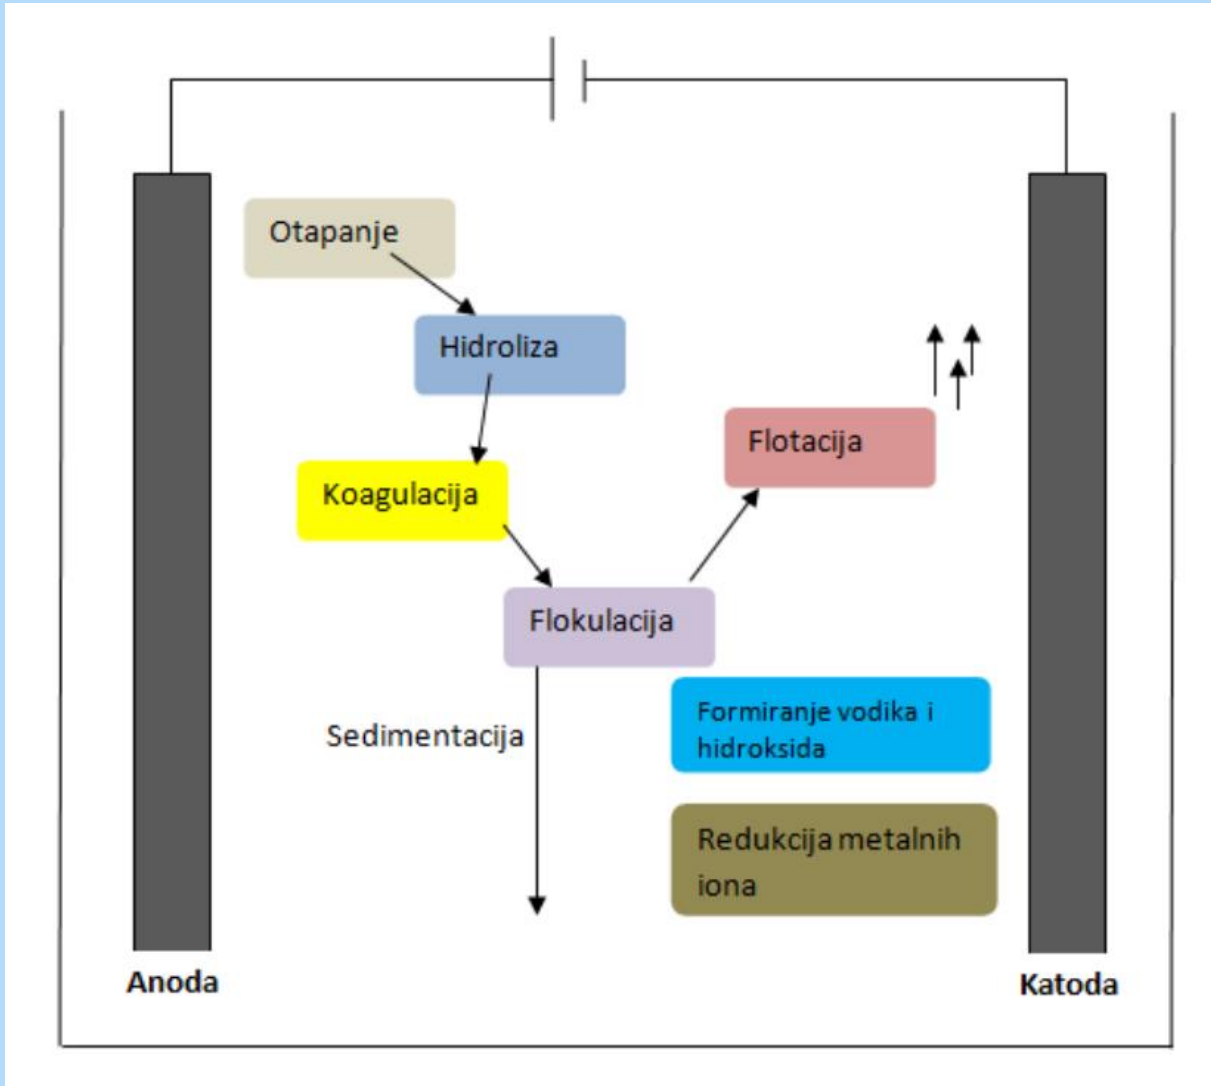 Otapanje
Hidroliza
Flotacija
Koagulacija
Flokulacija
Sedimentacija
Formiranje vodika i
hidroksida
Redukcija metalnih
iona
Anoda
Katoda